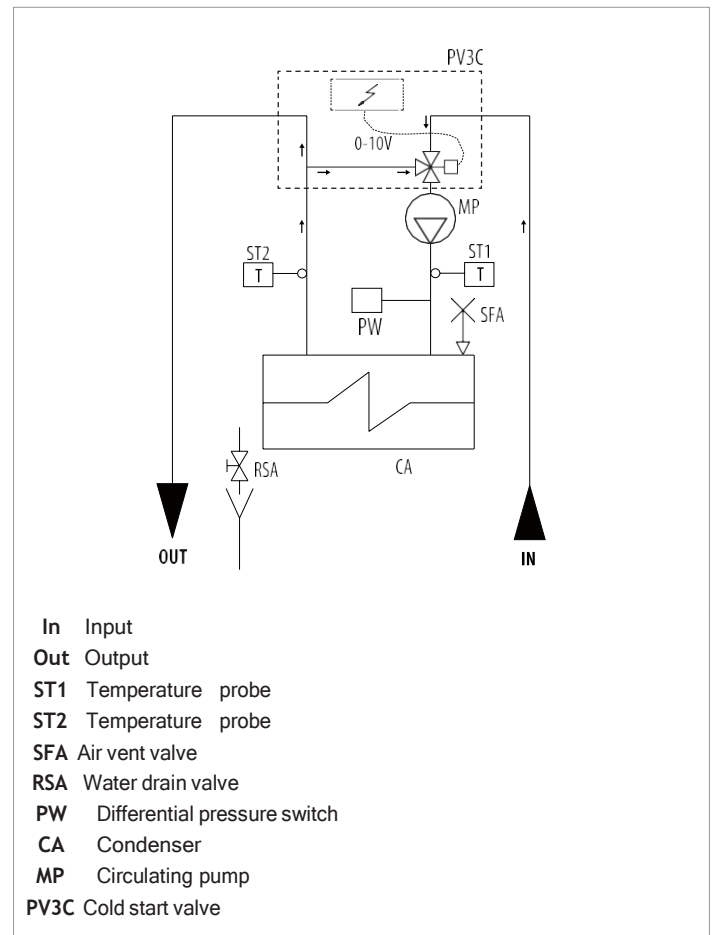 PV3C
0-10V
MP
ST2
ST1
T
T
PW
SFA
RSA
CA
OUT
IN
In Input
Out Output
ST1 Temperature probe
ST2 Temperature probe
SFA Air vent valve
RSA Water drain valve
PW Differential pressure switch
CA Condenser
MP Circulating pump
PV3C Cold start valve